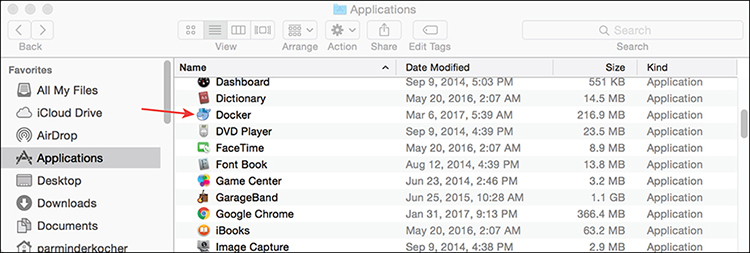 Applications
Back
View
Arrange
Action
Share
Edit Tags
Search
Search
Favorites
All My Files
iCloud Drive
AirDrop
Applications
Desktop
Downloads
Documents
parminderkocher
Name Date Modified Size Kind
Dashboard Sep 9, 2014, 5:03 PM 551 KB Application
Dictionary May 20, 2016, 2:07 AM 14.5 MB Application
Docker Mar 6, 2017, 5:39 AM 216.9 MB Application
DVD Player Sep 9, 2014, 4:39 PM 23.5 MB Application
FaceTime May 20, 2016, 2:07 AM 8.9 MB Application
Font Book Aug 12, 2014, 4:39 PM 13.8 MB Application
Game Center Jun 23, 2014, 2:46 PM 3.2 MB Application
GarageBand Jun 25, 2015, 10:28 AM 1.1 GB Application
Google Chrome Jan 31, 2017, 9:13 PM 366.4 MB Application
iBooks May 20, 2016, 2:07 AM 63.2 MB Application
Image Capture Sep 9, 2014, 4:38 PM 2.9 MB Application